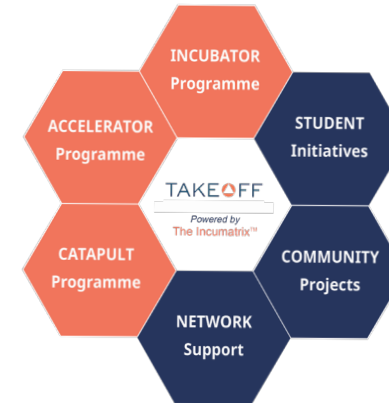 INCUBATOR
Programme
STUDENT
Initiatives
COMMUNITY
Projects
NETWORK
Support
CATAPULT
Programme
ACCELERATOR
Programme
TAKEOFF
Powered by
The Incumatrix™